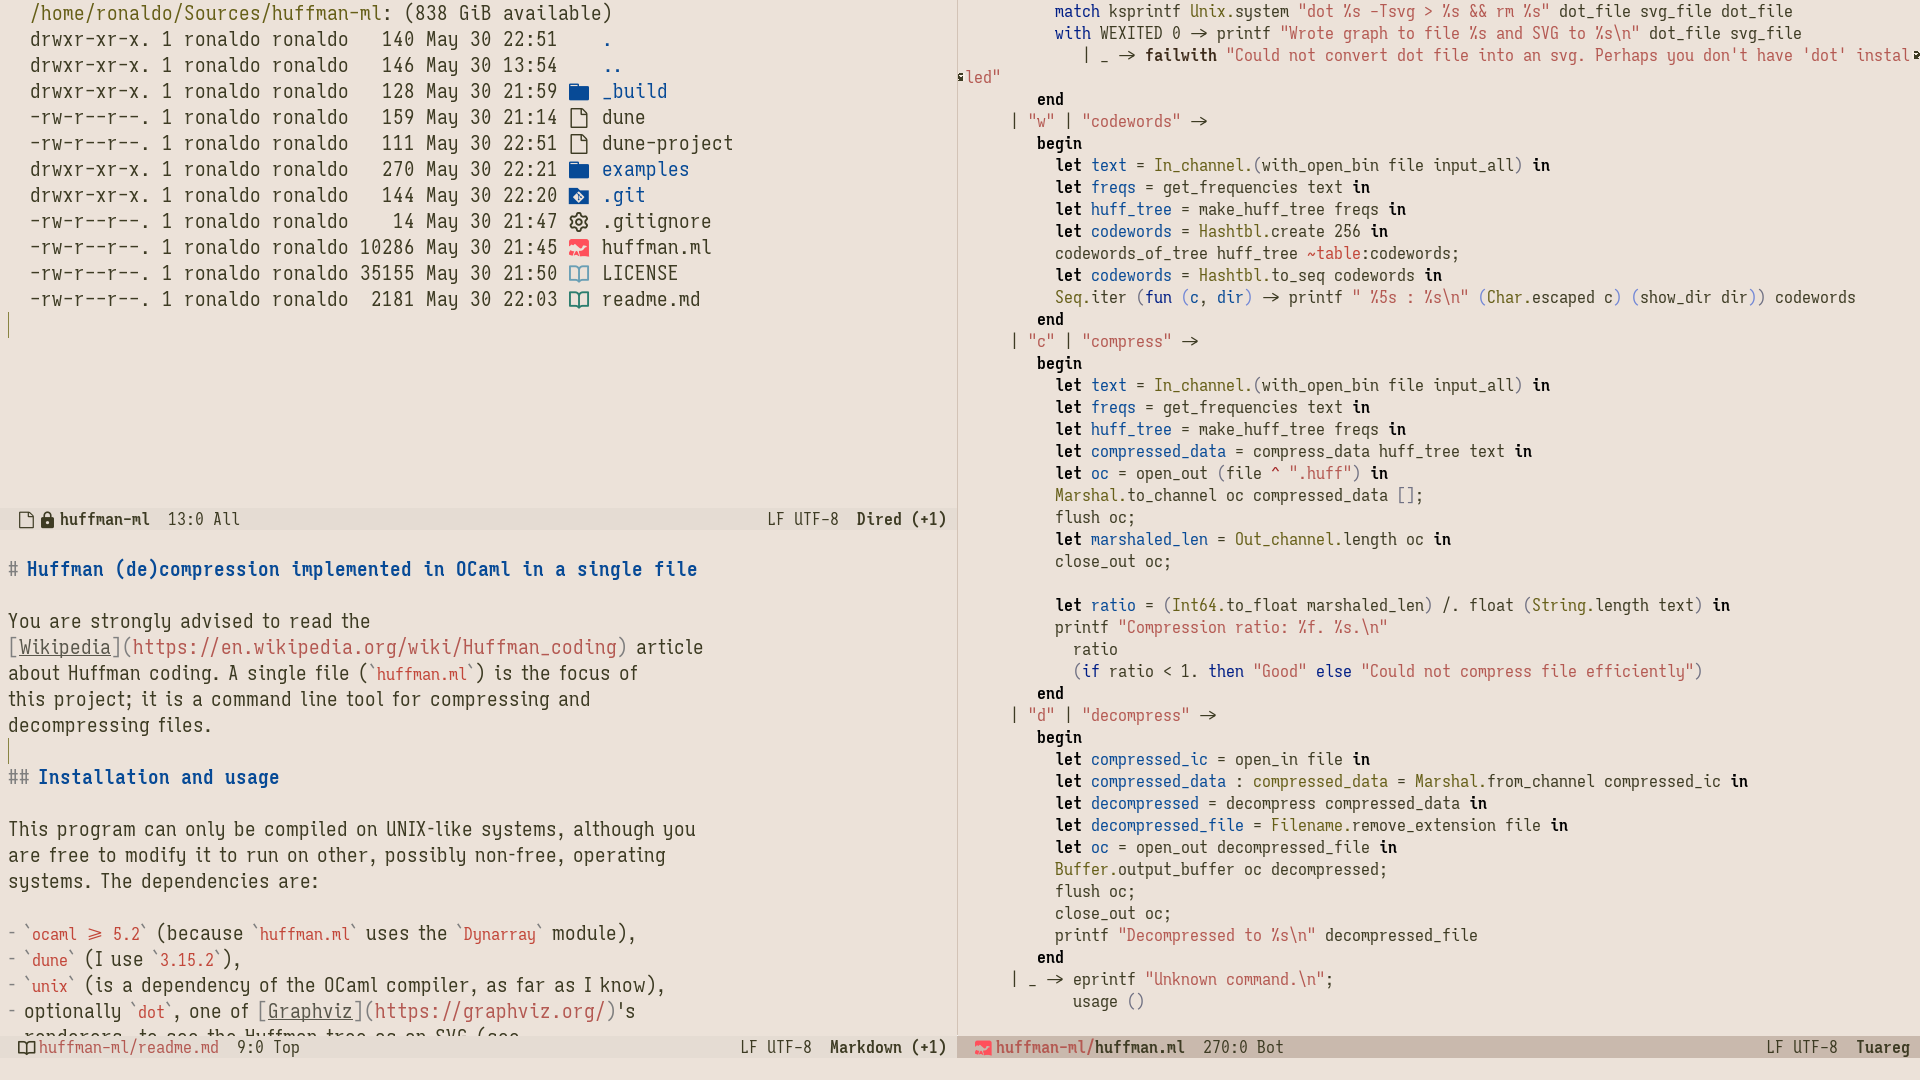 /home/ronaldo/Sources/huffman-ml: (838 GiB available)
drwxr-xr-x. 1 ronaldo ronaldo   140 May 30 22:51    .
drwxr-xr-x. 1 ronaldo ronaldo   146 May 30 13:54    ..
drwxr-xr-x. 1 ronaldo ronaldo   128 May 30 21:59 _build
-rw-r--r--. 1 ronaldo ronaldo   159 May 30 21:14 dune
-rw-r--r--. 1 ronaldo ronaldo   111 May 30 22:51 dune-project
drwxr-xr-x. 1 ronaldo ronaldo   270 May 30 22:21 examples
drwxr-xr-x. 1 ronaldo ronaldo   144 May 30 22:20 .git
-rw-r--r--. 1 ronaldo ronaldo    14 May 30 21:47 .gitignore
-rw-r--r--. 1 ronaldo ronaldo 10286 May 30 21:45 huffman.ml
-rw-r--r--. 1 ronaldo ronaldo 35155 May 30 21:50 LICENSE
-rw-r--r--. 1 ronaldo ronaldo  2181 May 30 22:03 readme.md
huffman-ml  13:0 All  LF UTF-8  Dired (+1)
# Huffman (de)compression implemented in OCaml in a single file
You are strongly advised to read the
[Wikipedia](https://en.wikipedia.org/wiki/Huffman_coding) article
about Huffman coding. A single file (`huffman.ml`) is the focus of
this project; it is a command line tool for compressing and
decompressing files.
## Installation and usage
This program can only be compiled on UNIX-like systems, although you
are free to modify it to run on other, possibly non-free, operating
systems. The dependencies are:
- `ocaml >= 5.2` (because `huffman.ml` uses the `Dynarray` module),
- `dune` (I use `3.15.2`),
- `unix` (is a dependency of the OCaml compiler, as far as I know),
- optionally `dot`, one of [Graphviz](https://graphviz.org/)'s
renderers, to see the Huffman tree as an SVG (see
huffman-ml/readme.md  9:0 Top  LF UTF-8  Markdown (+1)
match ksprintf Unix.system "dot %s -Tsvg > %s && rm %s" dot_file svg_file dot_file
with WEXITED 0 -> printf "Wrote graph to file %s and SVG to %s\n" dot_file svg_file
| _ -> failwith "Could not convert dot file into an svg. Perhaps you don't have 'dot' instal
led"
end
| "w" | "codewords" ->
begin
let text = In_channel.(with_open_bin file input_all) in
let freqs = get_frequencies text in
let huff_tree = make_huff_tree freqs in
let codewords = Hashtbl.create 256 in
codewords_of_tree huff_tree ~table:codewords;
let codewords = Hashtbl.to_seq codewords in
Seq.iter (fun (c, dir) -> printf " %5s : %s\n" (Char.escaped c) (show_dir dir)) codewords
end
| "c" | "compress" ->
begin
let text = In_channel.(with_open_bin file input_all) in
let freqs = get_frequencies text in
let huff_tree = make_huff_tree freqs in
let compressed_data = compress_data huff_tree text in
let oc = open_out (file ^ ".huff") in
Marshal.to_channel oc compressed_data [];
flush oc;
let marshaled_len = Out_channel.length oc in
close_out oc;
let ratio = (Int64.to_float marshaled_len) /. float (String.length text) in
printf "Compression ratio: %f. %s.\n"
ratio
(if ratio < 1. then "Good" else "Could not compress file efficiently")
end
| "d" | "decompress" ->
begin
let compressed_ic = open_in file in
let compressed_data : compressed_data = Marshal.from_channel compressed_ic in
let decompressed = decompress compressed_data in
let decompressed_file = Filename.remove_extension file in
let oc = open_out decompressed_file in
Buffer.output_buffer oc decompressed;
flush oc;
close_out oc;
printf "Decompressed to %s\n" decompressed_file
end
| _ -> eprintf "Unknown command.\n";
usage ()
huffman-ml/huffman.ml  270:0 Bot  LF UTF-8  Tuareg